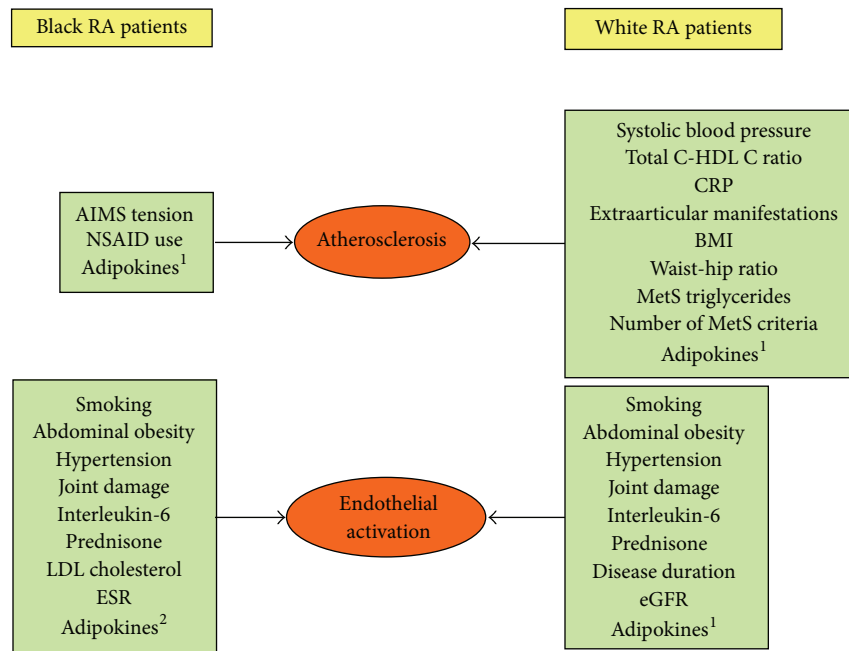 Black RA patients
White RA patients
AIMS tension
NSAID use
Adipokines¹
Atherosclerosis
Systolic blood pressure
Total C-HDL C ratio
CRP
Extraarticular manifestations
BMI
Waist-hip ratio
MetS triglycerides
Number of MetS criteria
Adipokines¹
Smoking
Abdominal obesity
Hypertension
Joint damage
Interleukin-6
Prednisone
LDL cholesterol
ESR
Adipokines²
Endothelial
activation
Smoking
Abdominal obesity
Hypertension
Joint damage
Interleukin-6
Prednisone
Disease duration
eGFR
Adipokines¹